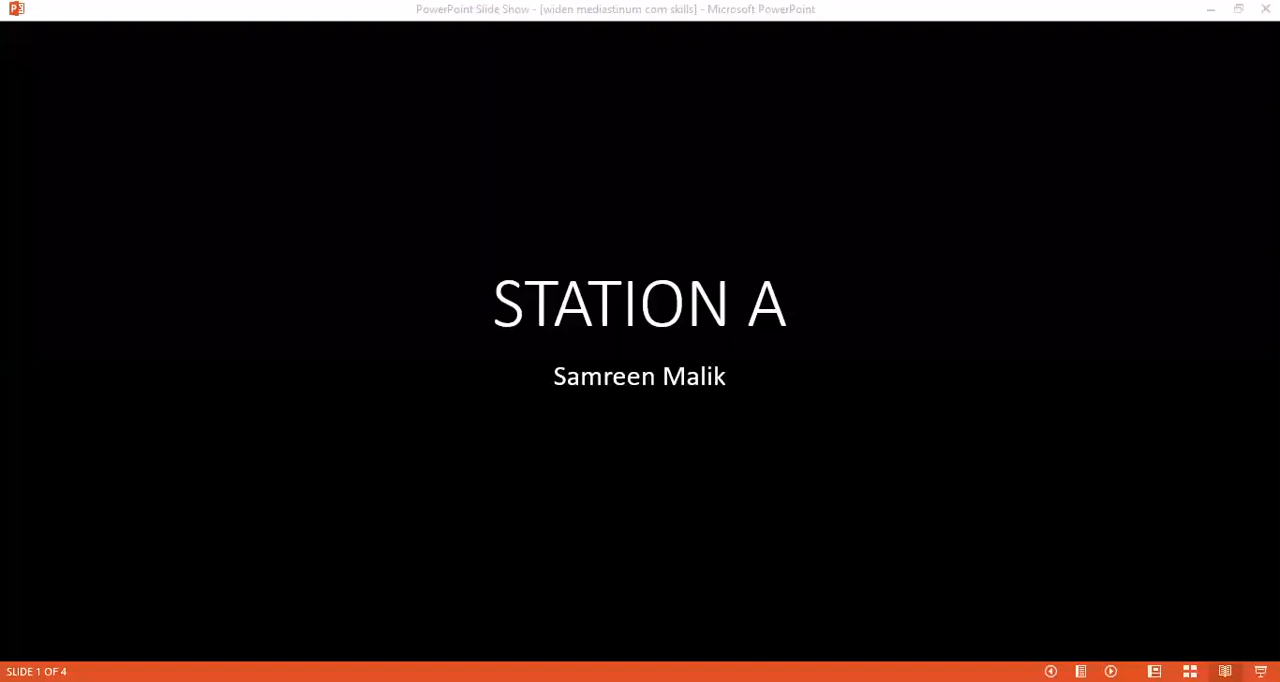 PowerPoint Slide Show - [widen mediastinum com skills] - Microsoft PowerPoint
STATION A
Samreen Malik
SLIDE 1 OF 4